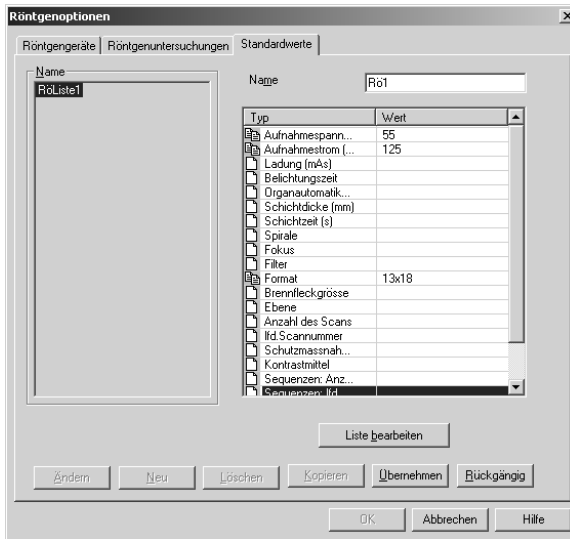 Röntgenoptionen
Röntgengeräte Röntgenuntersuchungen Standardwerte
Name
RöListe1
Name Rö1
Typ Wert
Aufnahmespann... 55
Aufnahmestrom (... 125
Ladung (mAs)
Belichtungszeit
Organautomatik...
Schichtdicke (mm)
Schichtzeit (s)
Spirale
Fokus
Filter
Format 13x18
Brennfleckgrösse
Ebene
Anzahl des Scans
lfd.Scannummer
Schutzmassnah...
Kontrastmittel
Sequenzen: Anz...
Sequenzen: lfd...
Liste bearbeiten
Ändern Neu Löschen Kopieren Übernehmen Rückgängig
OK Abbrechen Hilfe